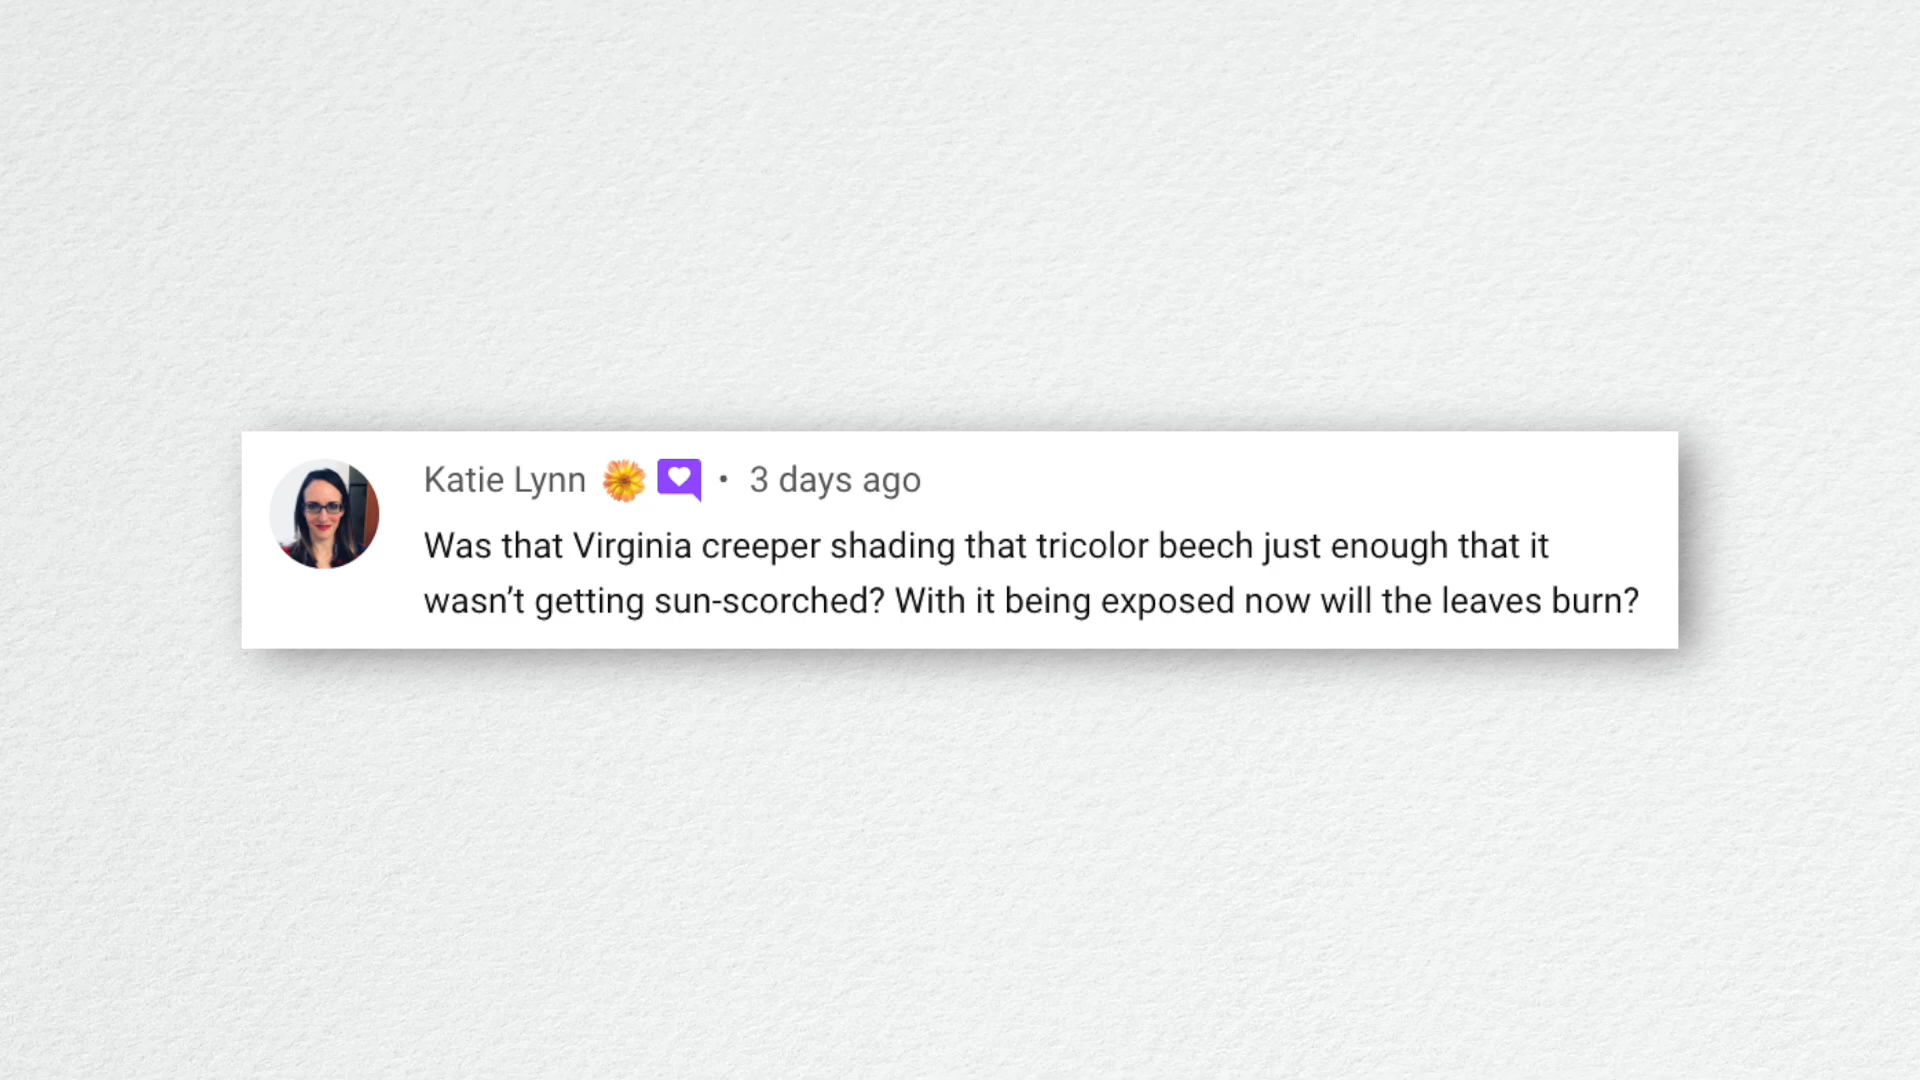 Katie Lynn • 3 days ago
Was that Virginia creeper shading that tricolor beech just enough that it
wasn’t getting sun-scorched? With it being exposed now will the leaves burn?